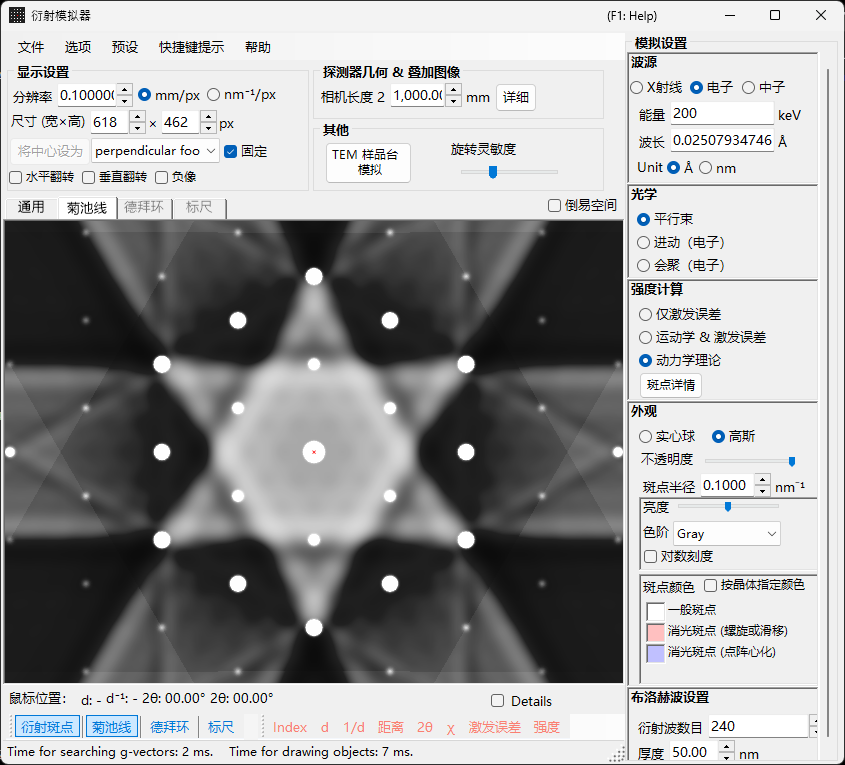 衍射模拟器 (F1: Help)
文件 选项 预设 快捷键提示 帮助
显示设置
分辨率 0.10000 mm/px nm⁻¹/px
尺寸 (宽×高) 618 × 462 px
将中心设为 perpendicular foo 固定
水平翻转 垂直翻转 负像
探测器几何 & 叠加图像
相机长度 2 1,000.0 mm 详细
其他
TEM 样品台
模拟
旋转灵敏度
通用 菊池线 德拜环 标尺 倒易空间
鼠标位置: d: - d⁻¹: - 2θ: 00.00° 2θ: 00.00° Details
衍射斑点 菊池线 德拜环 标尺 Index d 1/d 距离 2θ χ 激发误差 强度
Time for searching g-vectors: 2 ms. Time for drawing objects: 7 ms.
模拟设置
波源
X射线 电子 中子
能量 200 keV
波长 0.02507934746 Å
Unit Å nm
光学
平行束
进动（电子）
会聚（电子）
强度计算
仅激发误差
运动学 & 激发误差
动力学理论
斑点详情
外观
实心球 高斯
不透明度
斑点半径 0.1000 nm⁻¹
亮度
色阶 Gray
对数刻度
斑点颜色 按晶体指定颜色
一般斑点
消光斑点 (螺旋或滑移)
消光斑点 (点阵心化)
布洛赫波设置
衍射波数目 240
厚度 50.00 nm